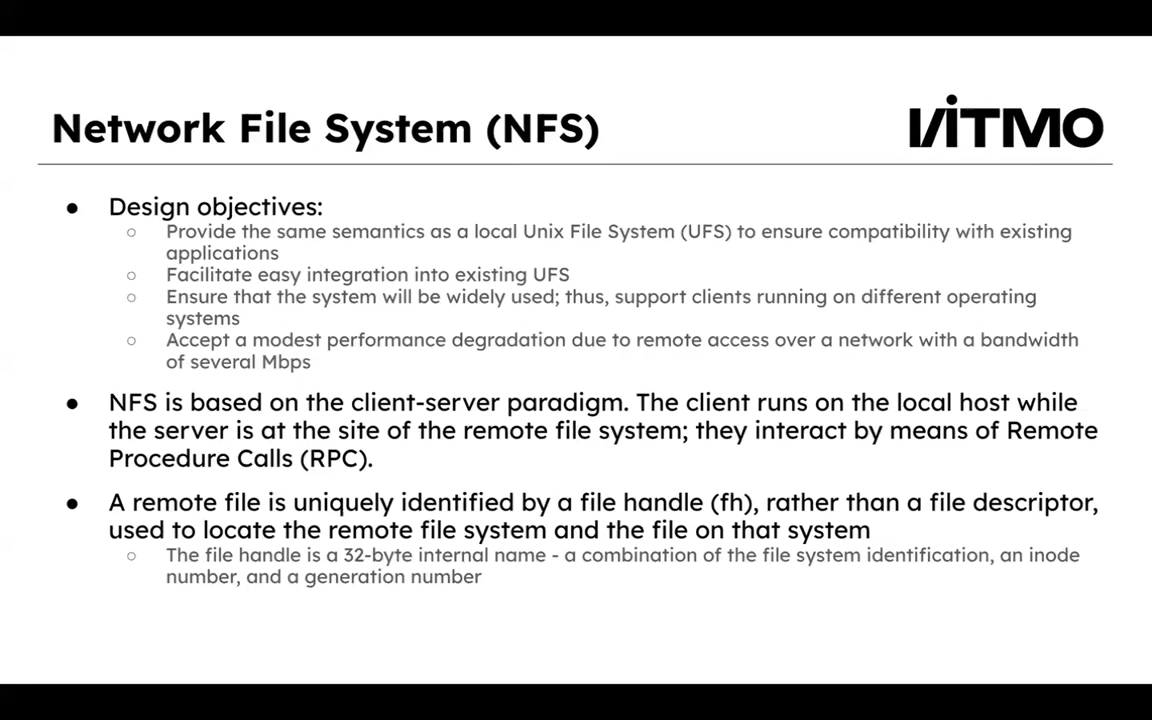 Network File System (NFS)
ITMO
● Design objectives:
○ Provide the same semantics as a local Unix File System (UFS) to ensure compatibility with existing
applications
○ Facilitate easy integration into existing UFS
○ Ensure that the system will be widely used; thus, support clients running on different operating
systems
○ Accept a modest performance degradation due to remote access over a network with a bandwidth
of several Mbps
● NFS is based on the client-server paradigm. The client runs on the local host while
the server is at the site of the remote file system; they interact by means of Remote
Procedure Calls (RPC).
● A remote file is uniquely identified by a file handle (fh), rather than a file descriptor,
used to locate the remote file system and the file on that system
○ The file handle is a 32-byte internal name - a combination of the file system identification, an inode
number, and a generation number